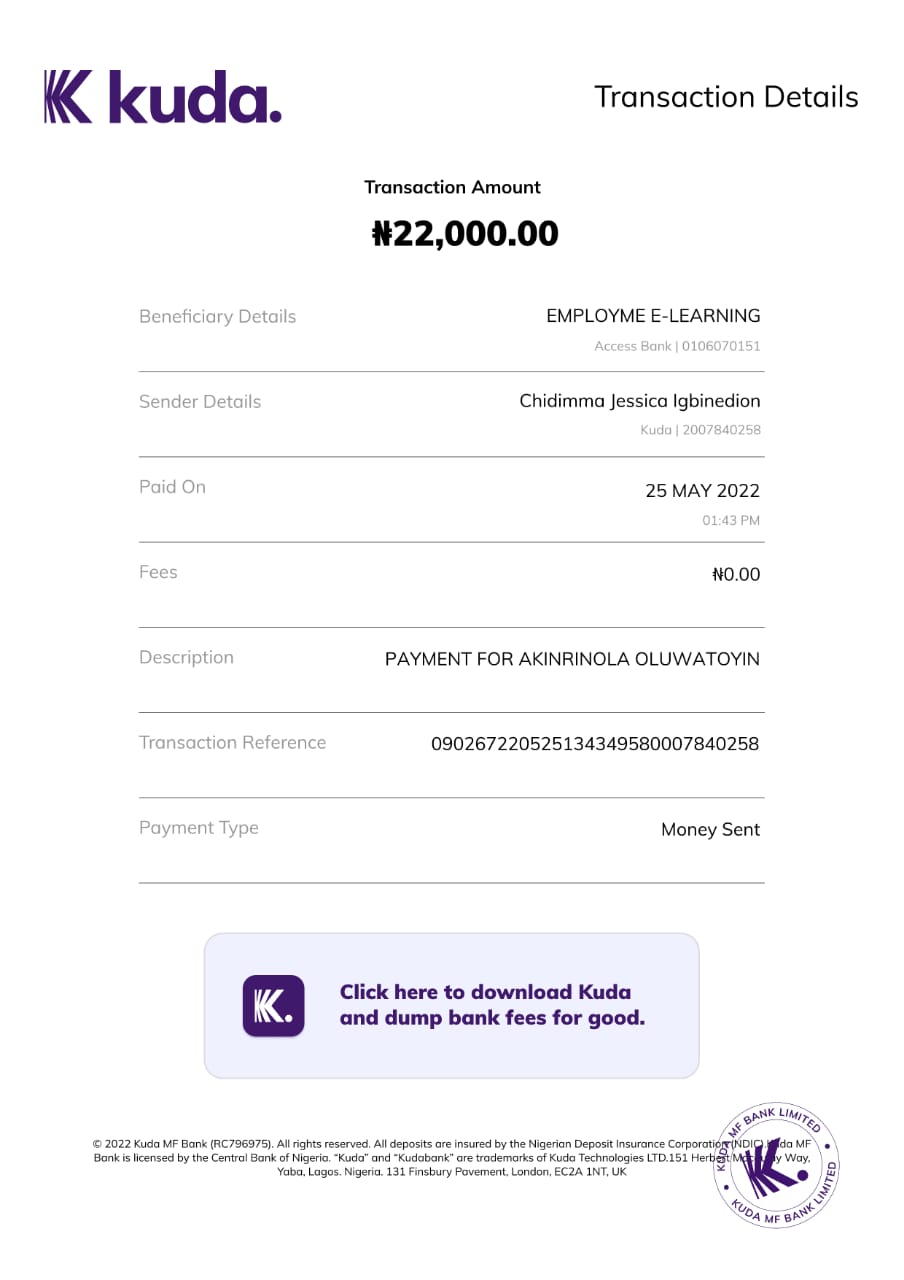 kuda.
Transaction Details
Transaction Amount
₦22,000.00
Beneficiary Details
EMPLOYME E-LEARNING
Access Bank | 0106070151
Sender Details
Chidimma Jessica Igbinedion
Kuda | 2007840258
Paid On
25 MAY 2022
01:43 PM
Fees
₦0.00
Description
PAYMENT FOR AKINRINOLA OLUWATOYIN
Transaction Reference
090267220525134349580007840258
Payment Type
Money Sent
K.
Click here to download Kuda
and dump bank fees for good.
© 2022 Kuda MF Bank (RC796975). All rights reserved. All deposits are insured by the Nigerian Deposit Insurance Corporation (NDIC). Kuda MF
Bank is licensed by the Central Bank of Nigeria. “Kuda” and “Kudabank” are trademarks of Kuda Technologies LTD.151 Herbert Macaulay Way,
Yaba, Lagos. Nigeria. 131 Finsbury Pavement, London, EC2A 1NT, UK
KUDA MF BANK LIMITED
KUDA MF BANK LIMITED